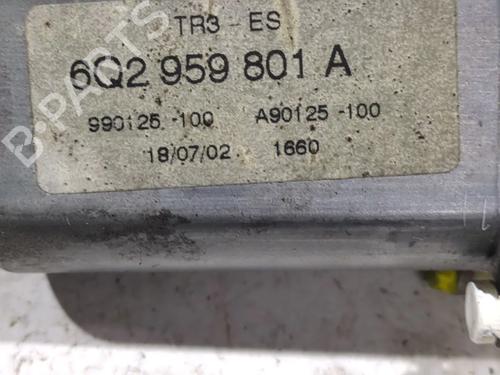 TR3 - ES
6Q2 959 801 A
990125 -100 A90125 -100
18/07/02 1660
B-PARTS